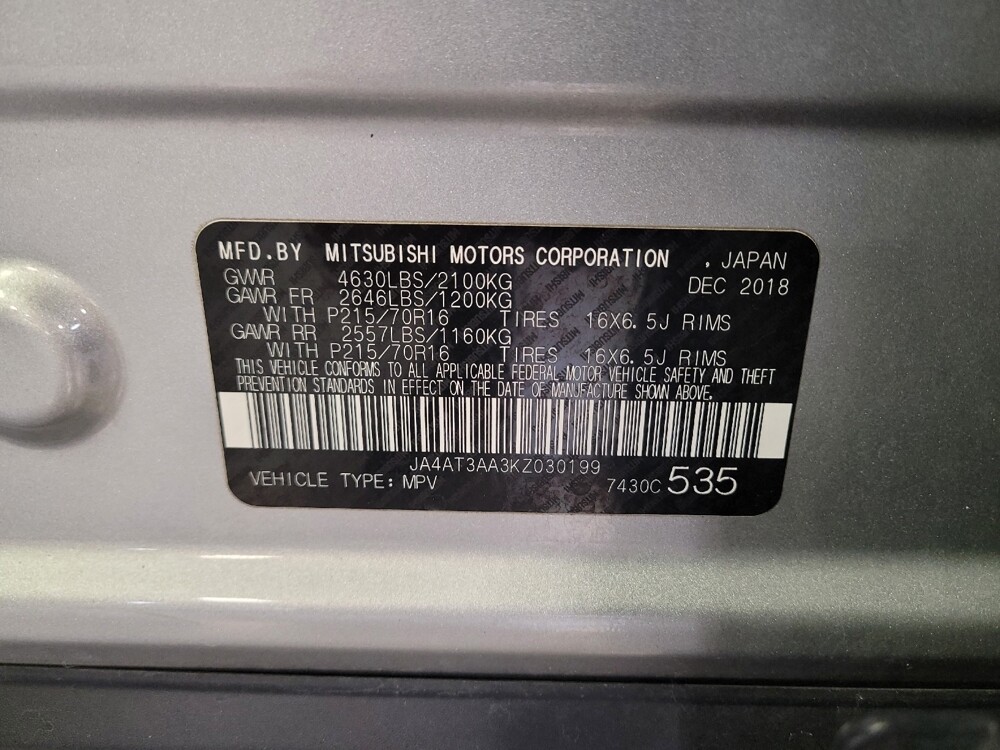 MFD.BY MITSUBISHI MOTORS CORPORATION , JAPAN
GVWR 4630LBS/2100KG DEC 2018
GAWR FR 2646LBS/1200KG
WITH P215/70R16 TIRES 16X6.5J RIMS
GAWR RR 2557LBS/1160KG
WITH P215/70R16 TIRES 16X6.5J RIMS
THIS VEHICLE CONFORMS TO ALL APPLICABLE FEDERAL MOTOR VEHICLE SAFETY AND THEFT
PREVENTION STANDARDS IN EFFECT ON THE DATE OF MANUFACTURE SHOWN ABOVE.
JA4AT3AA3KZ030199
VEHICLE TYPE: MPV 7430C 535